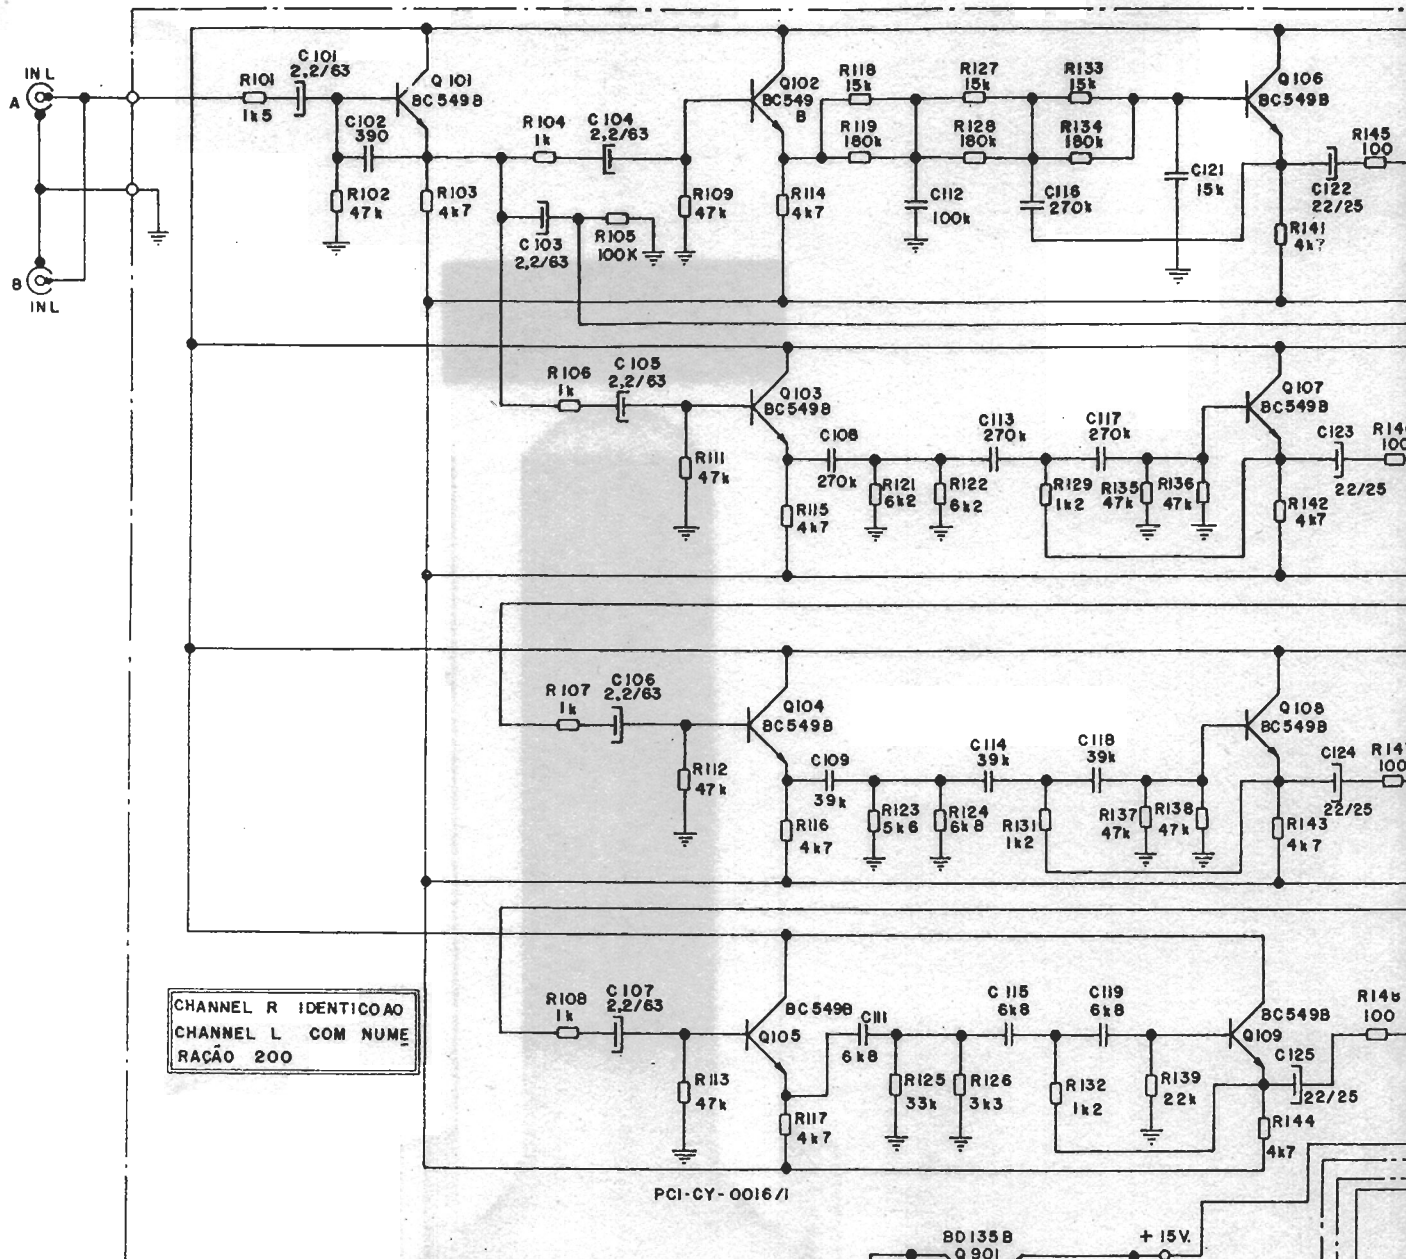 IN L
A
B
IN L
R101
1k5
C101
2,2/63
C102
390
R102
47k
Q101
BC549B
R103
4k7
R104
1k
C104
2,2/63
C103
2,2/63
R105
100K
R109
47k
Q102
BC549
B
R114
4k7
R118
15k
R119
180k
C112
100k
R127
15k
R128
180k
C116
270k
R133
15k
R134
180k
C121
15k
Q106
BC549B
R141
4k7
C122
22/25
R145
100
R106
1k
C105
2,2/63
R111
47k
Q103
BC549B
R115
4k7
C108
270k
R121
6k2
R122
6k2
C113
270k
R129
1k2
C117
270k
R135
47k
R136
47k
Q107
BC549B
R142
4k7
C123
22/25
100
R107
1k
C106
2,2/63
R112
47k
Q104
BC549B
R116
4k7
C109
39k
R123
5k6
R124
6k8
C114
39k
R131
1k2
C118
39k
R137
47k
R138
47k
Q108
BC549B
R143
4k7
C124
22/25
R147
100
R108
1k
C107
2,2/63
R113
47k
BC549B
Q105
R117
4k7
C111
6k8
R125
33k
R126
3k3
C115
6k8
R132
1k2
C119
6k8
R139
22k
BC549B
Q109
R144
4k7
C125
22/25
R148
100
CHANNEL R IDENTICO AO
CHANNEL L COM NUME
RAÇÃO 200
PCI-CY-0016/1
BD135B
Q901
+15V.